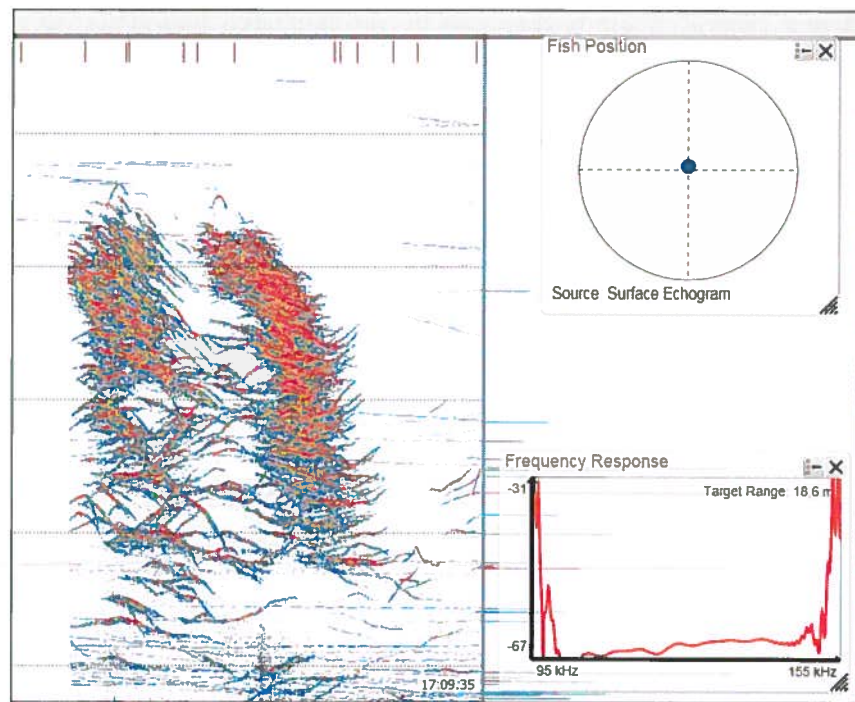 Fish Position
Source Surface Echogram
Frequency Response
-31
Target Range 18.6 m
-67
95 kHz
155 kHz
17:09:35